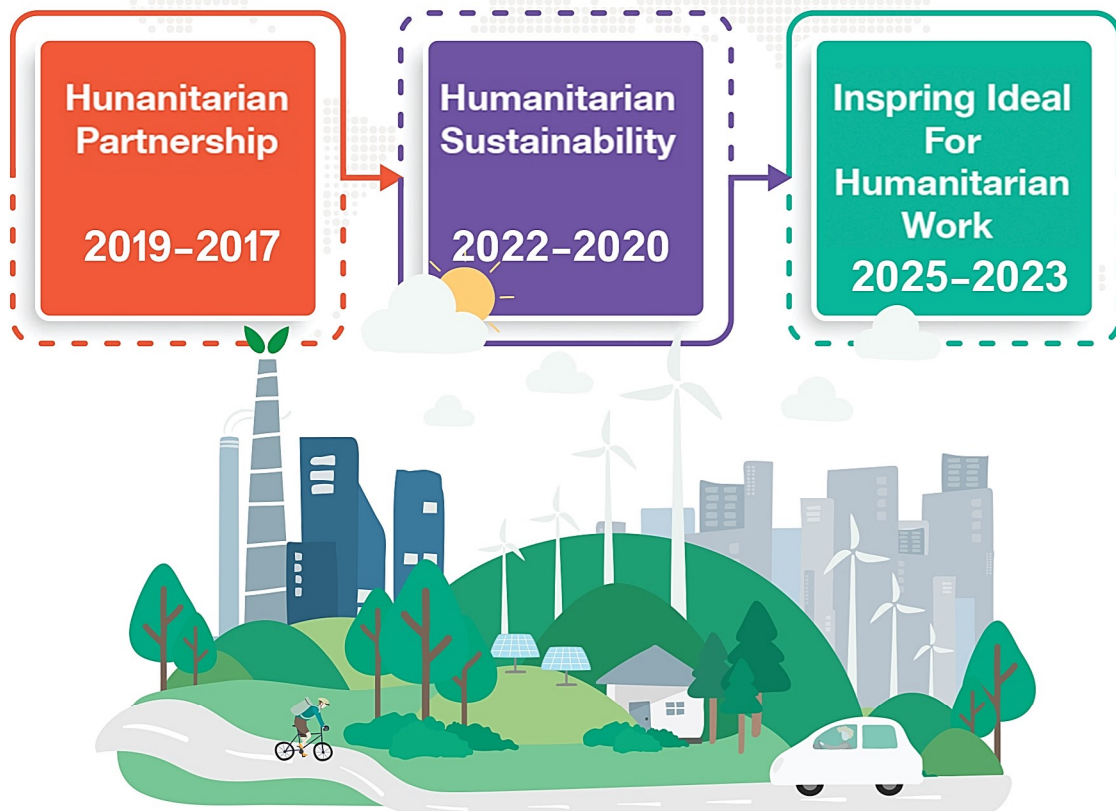 Hunanitarian
Partnership
2019-2017
Humanitarian
Sustainability
2022-2020
Inspring Ideal
For
Humanitarian
Work
2025-2023